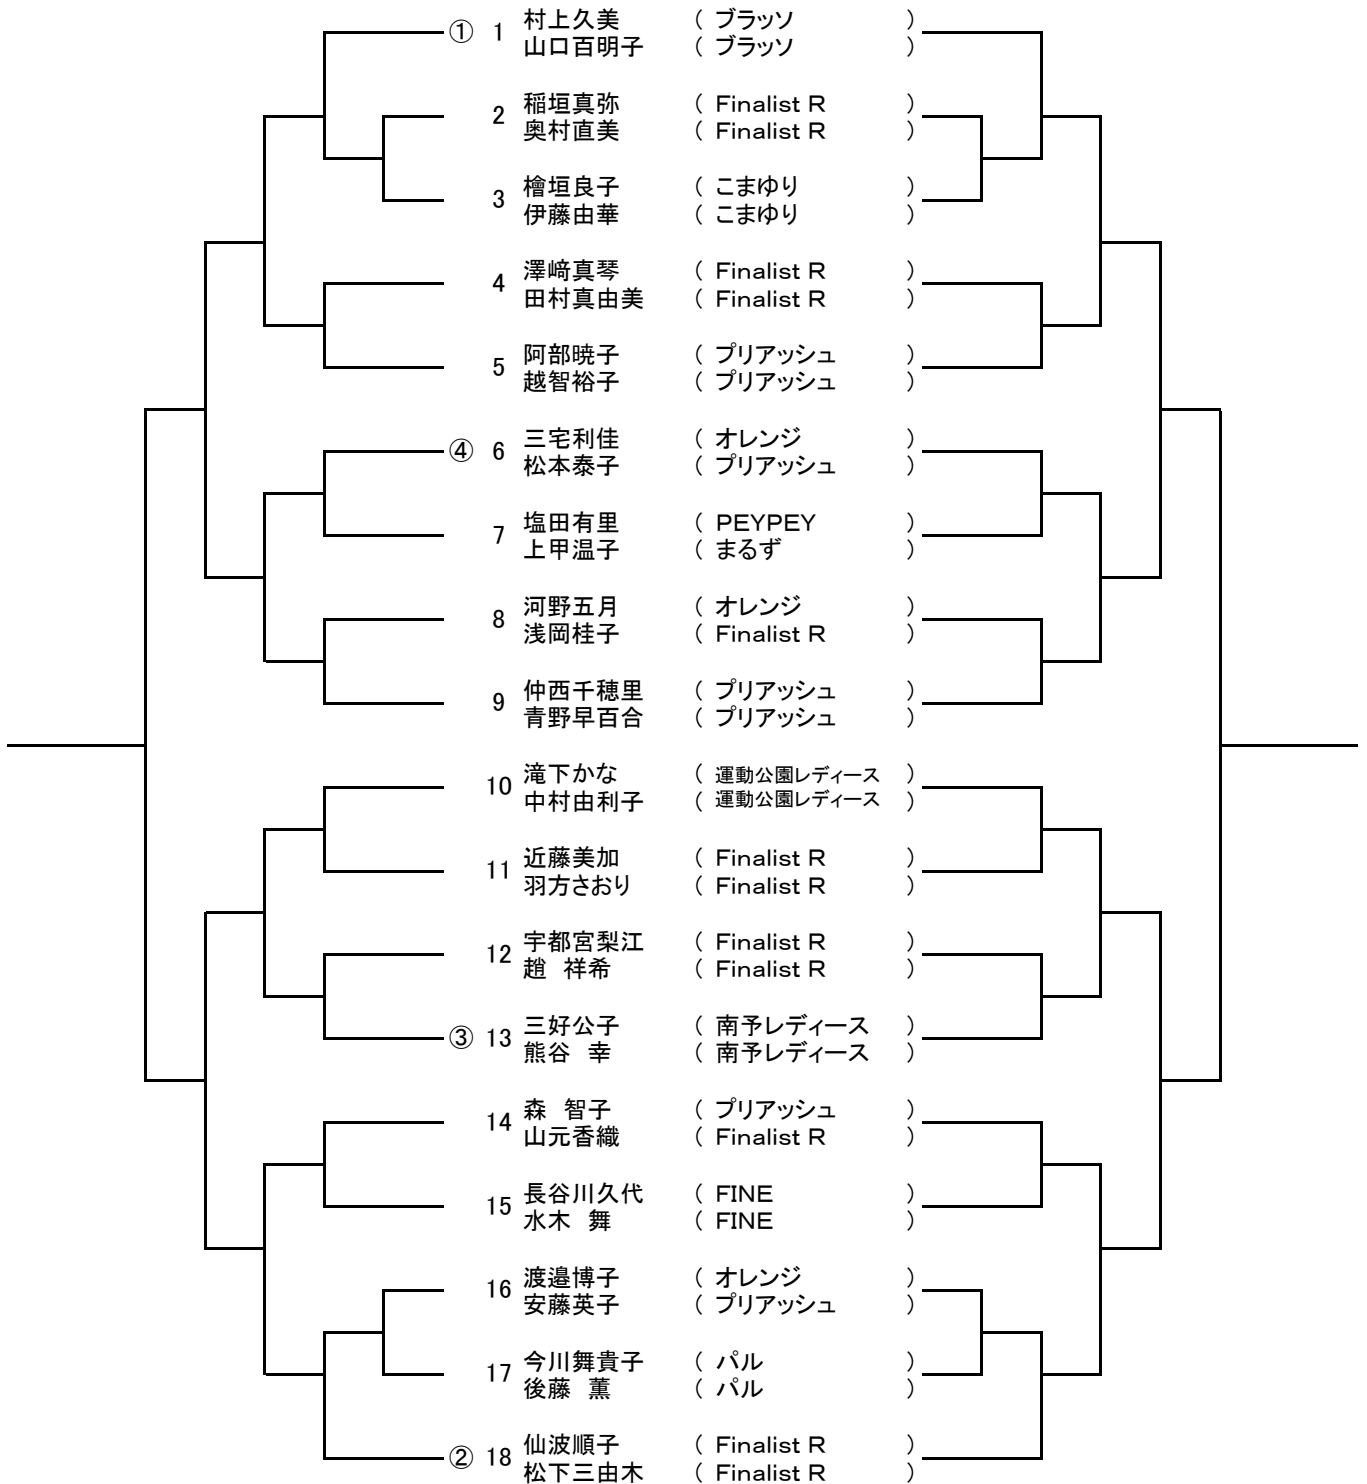 ① 1 村上久美 ( ブラッソ )
山口百明子 ( ブラッソ )
2 稲垣真弥 ( Finalist R )
奥村直美 ( Finalist R )
3 檜垣良子 ( こまゆり )
伊藤由華 ( こまゆり )
4 澤﨑真琴 ( Finalist R )
田村真由美 ( Finalist R )
5 阿部暁子 ( プリアッシュ )
越智裕子 ( プリアッシュ )
④ 6 三宅利佳 ( オレンジ )
松本泰子 ( プリアッシュ )
7 塩田有里 ( PEYPEY )
上甲温子 ( まるず )
8 河野五月 ( オレンジ )
浅岡桂子 ( Finalist R )
9 仲西千穂里 ( プリアッシュ )
青野早百合 ( プリアッシュ )
10 滝下かな ( 運動公園レディース )
中村由利子 ( 運動公園レディース )
11 近藤美加 ( Finalist R )
羽方さおり ( Finalist R )
12 宇都宮梨江 ( Finalist R )
趙 祥希 ( Finalist R )
③ 13 三好公子 ( 南予レディース )
熊谷 幸 ( 南予レディース )
14 森 智子 ( プリアッシュ )
山元香織 ( Finalist R )
15 長谷川久代 ( FINE )
水木 舞 ( FINE )
16 渡邉博子 ( オレンジ )
安藤英子 ( プリアッシュ )
17 今川舞貴子 ( パル )
後藤 薫 ( パル )
② 18 仙波順子 ( Finalist R )
松下三由木 ( Finalist R )